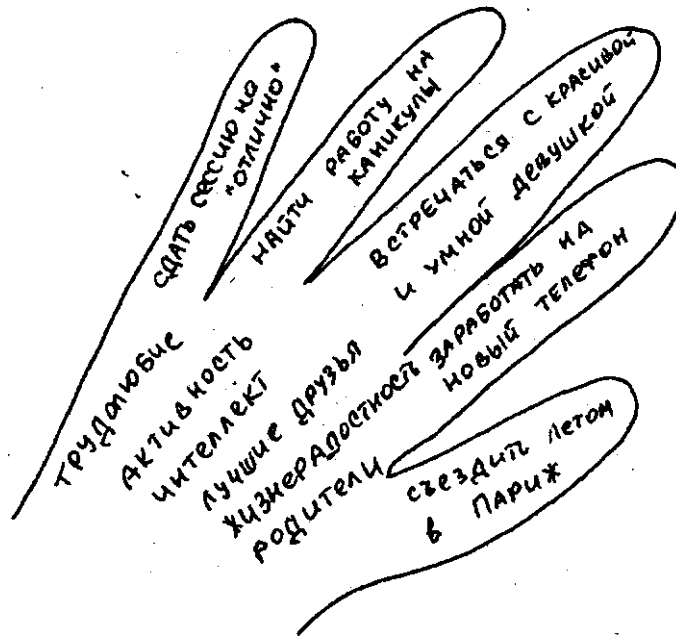 СДАТЬ СЕССИЮ НА
"ОТЛИЧНО"
НАЙТИ РАБОТУ НА
КАНИКУЛЫ
ВСТРЕЧАТЬСЯ С КРАСИВОЙ
И УМНОЙ ДЕВУШКОЙ
ЗАРАБОТАТЬ НА
НОВЫЙ ТЕЛЕФОН
СЪЕЗДИТЬ ЛЕТОМ
В ПАРИЖ
ТРУДОЛЮБИЕ
АКТИВНОСТЬ
ИНТЕЛЛЕКТ
ЛУЧШИЕ ДРУЗЬЯ
ЖИЗНЕРАДОСТНОСТЬ
РОДИТЕЛИ